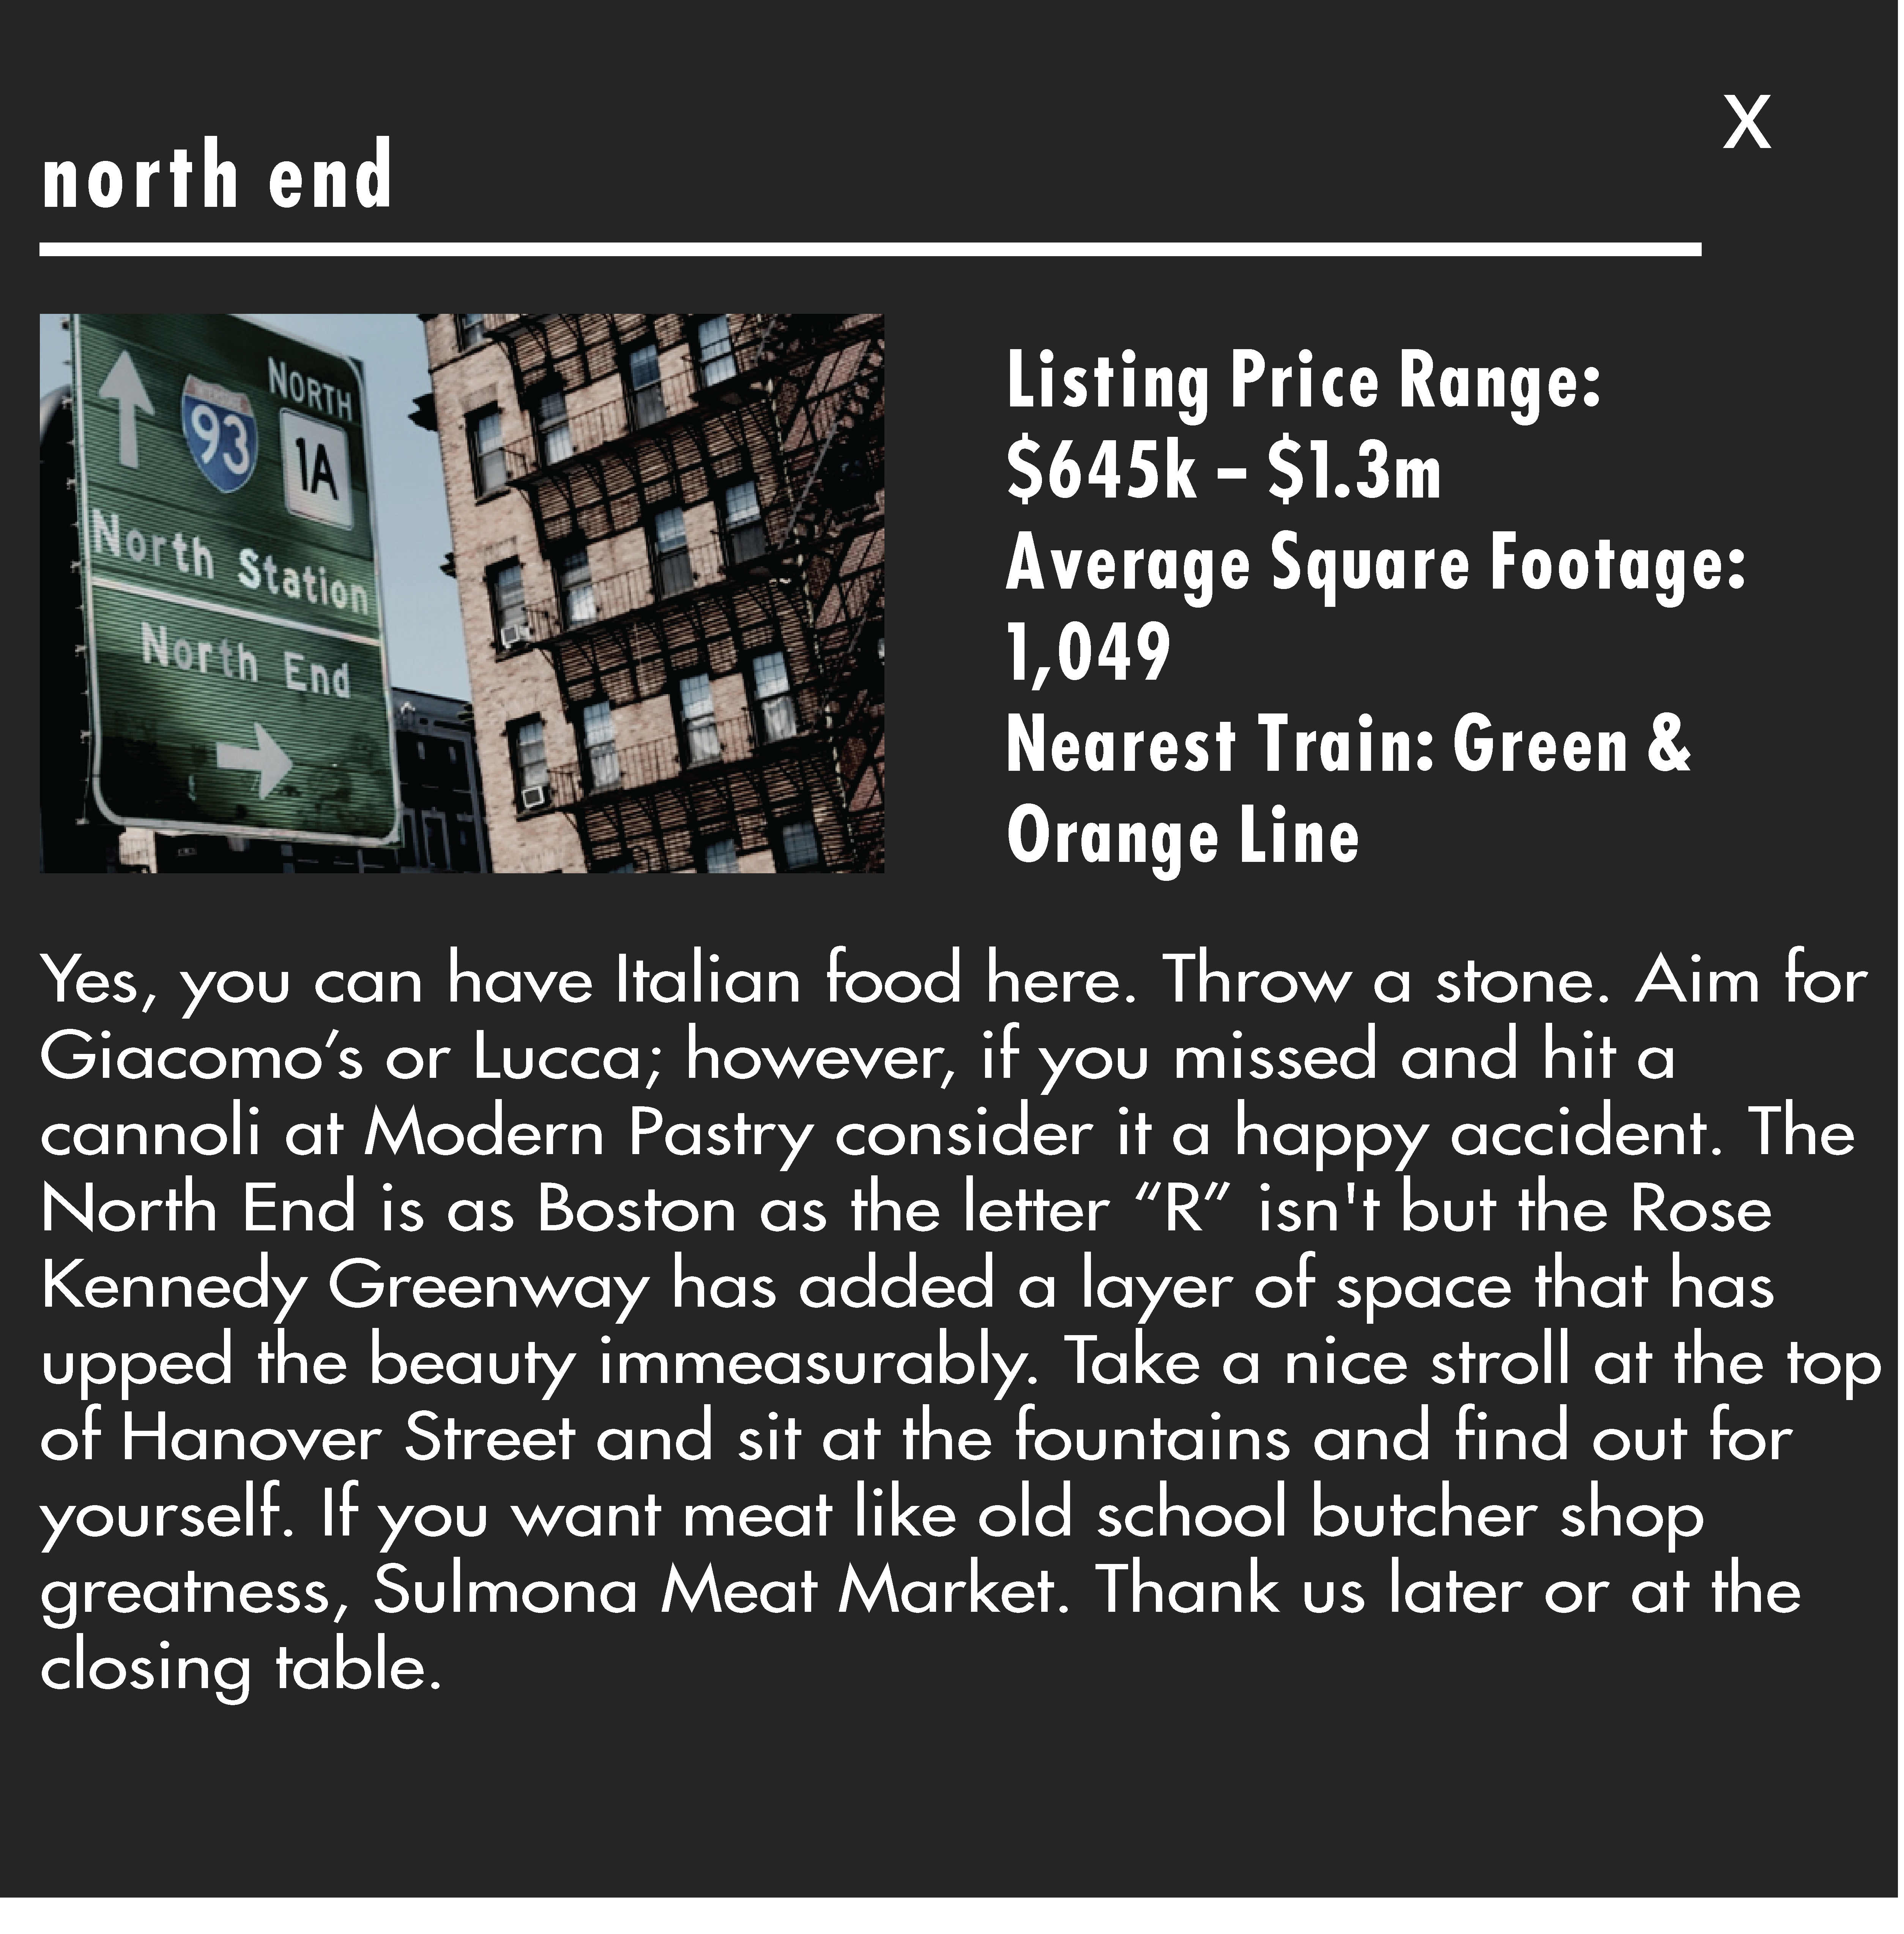 x
north end
NORTH
93
1A
North Station
North End
Listing Price Range:
$645k – $1.3m
Average Square Footage:
1,049
Nearest Train: Green &
Orange Line
Yes, you can have Italian food here. Throw a stone. Aim for
Giacomo’s or Lucca; however, if you missed and hit a
cannoli at Modern Pastry consider it a happy accident. The
North End is as Boston as the letter “R” isn't but the Rose
Kennedy Greenway has added a layer of space that has
upped the beauty immeasurably. Take a nice stroll at the top
of Hanover Street and sit at the fountains and find out for
yourself. If you want meat like old school butcher shop
greatness, Sulmona Meat Market. Thank us later or at the
closing table.